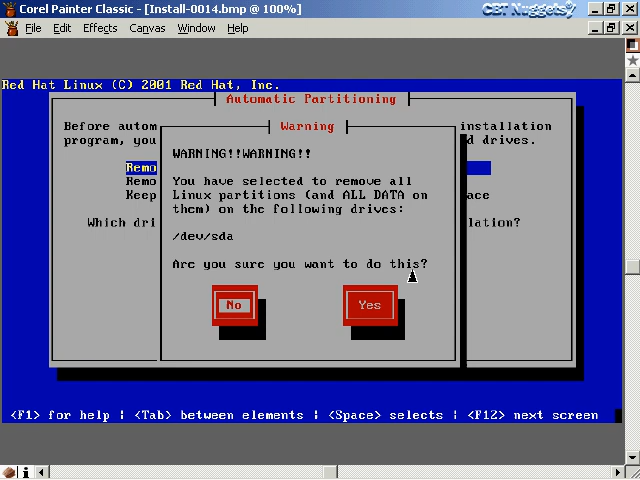 Corel Painter Classic - [Install-0014.bmp @ 100%]
CBT Nuggets
File Edit Effects Canvas Window Help
Red Hat Linux (C) 2001 Red Hat, Inc.
Automatic Partitioning
Before autom
installation
program, you
d drives.
Remo
Remo
Keep
ace
Which dri
lation?
Warning
WARNING!!WARNING!!
You have selected to remove all
Linux partitions (and ALL DATA on
them) on the following drives:
/dev/sda
Are you sure you want to do this?
No
Yes
<F1> for help | <Tab> between elements | <Space> selects | <F12> next screen